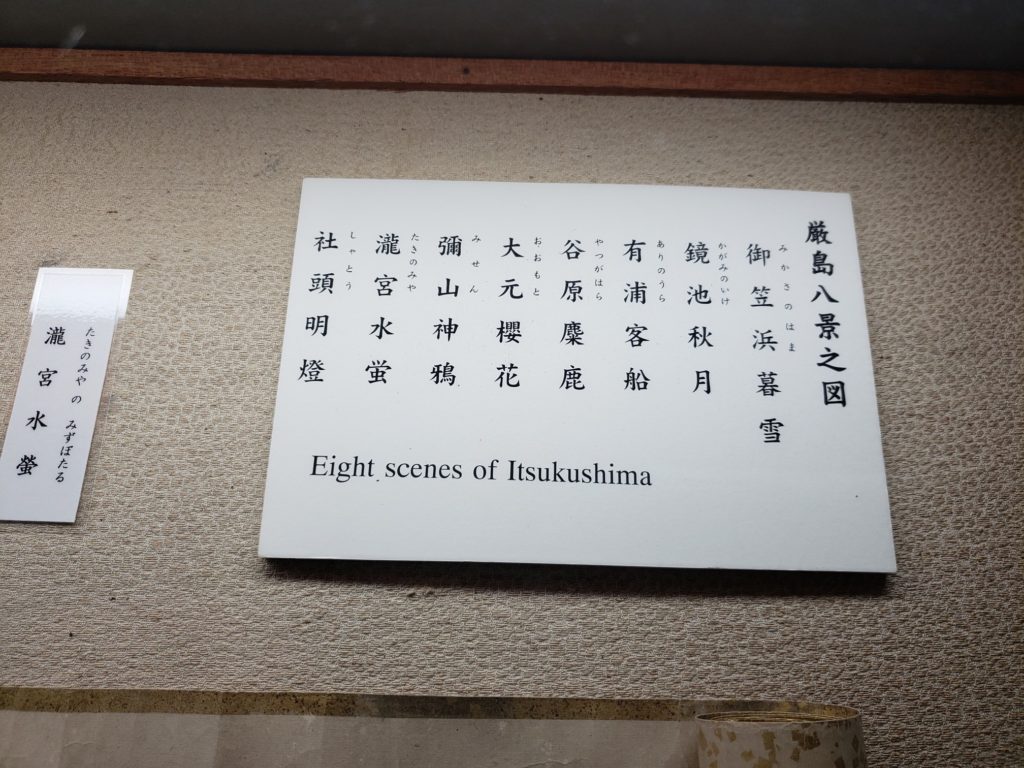 厳島八景之図
みかさのはま
御笠浜暮雪
かがみのいけ
鏡池秋月
ありのうら
有浦客船
やつがはら
谷原麋鹿
おおもと
大元櫻花
みせん
彌山神鴉
たきのみや
瀧宮水蛍
しゃとう
社頭明燈
Eight scenes of Itsukushima
たきのみやの みずぼたる
瀧宮水螢